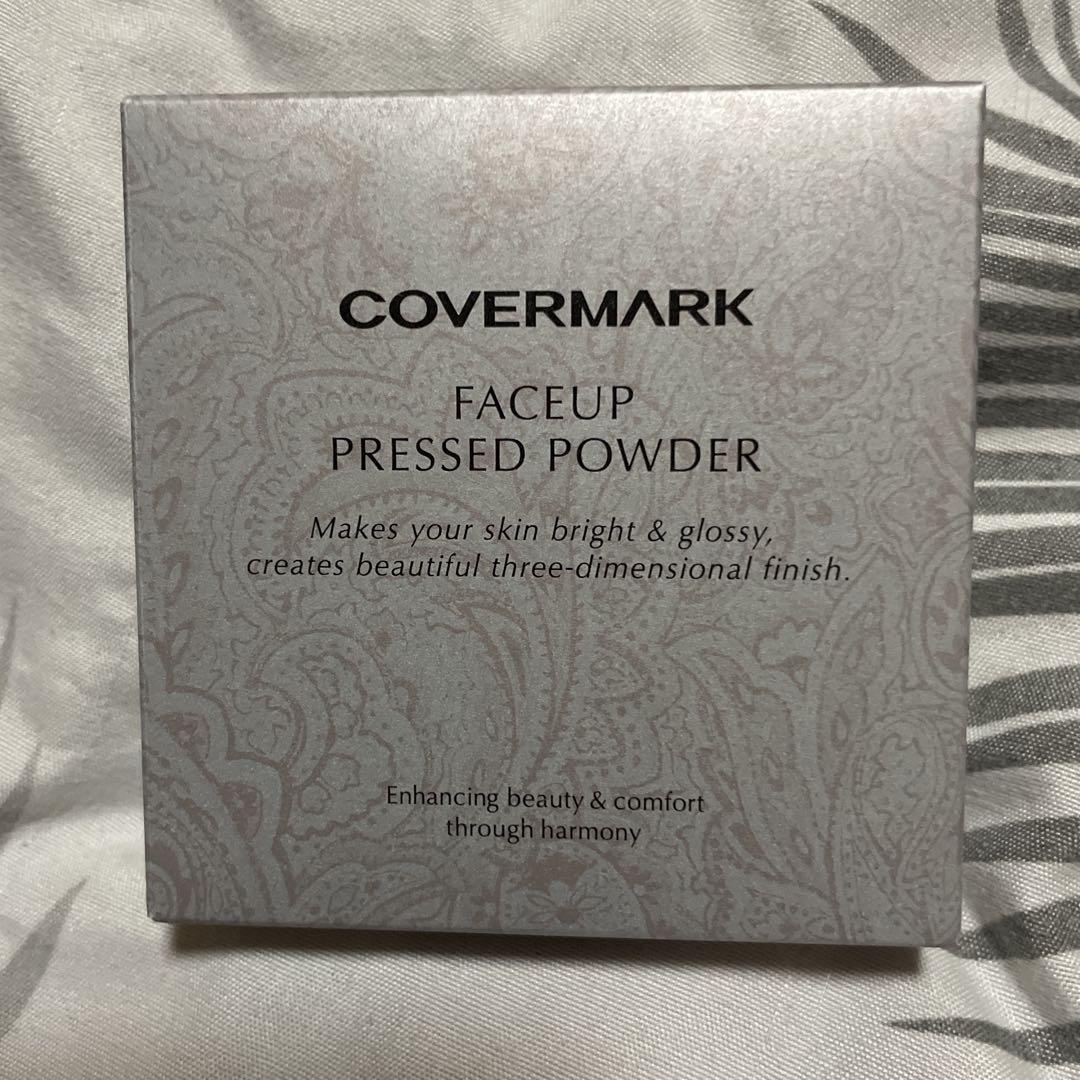 COVERMARK
FACEUP
PRESSED POWDER
Makes your skin bright & glossy,
creates beautiful three-dimensional finish.
Enhancing beauty & comfort
through harmony